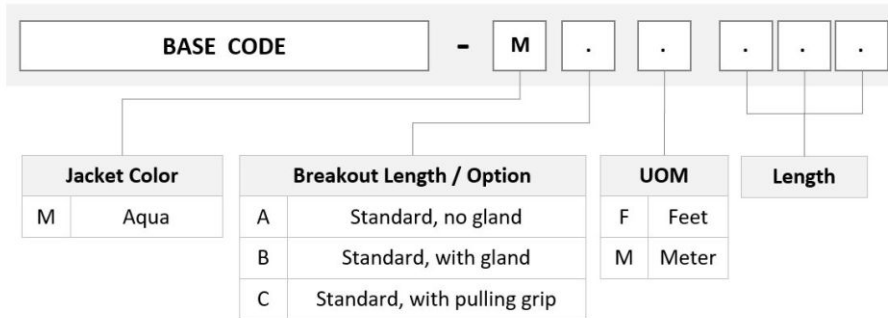 BASE CODE - M . . . . .
Jacket Color Breakout Length / Option UOM Length
M Aqua A Standard, no gland F Feet
B Standard, with gland M Meter
C Standard, with pulling grip